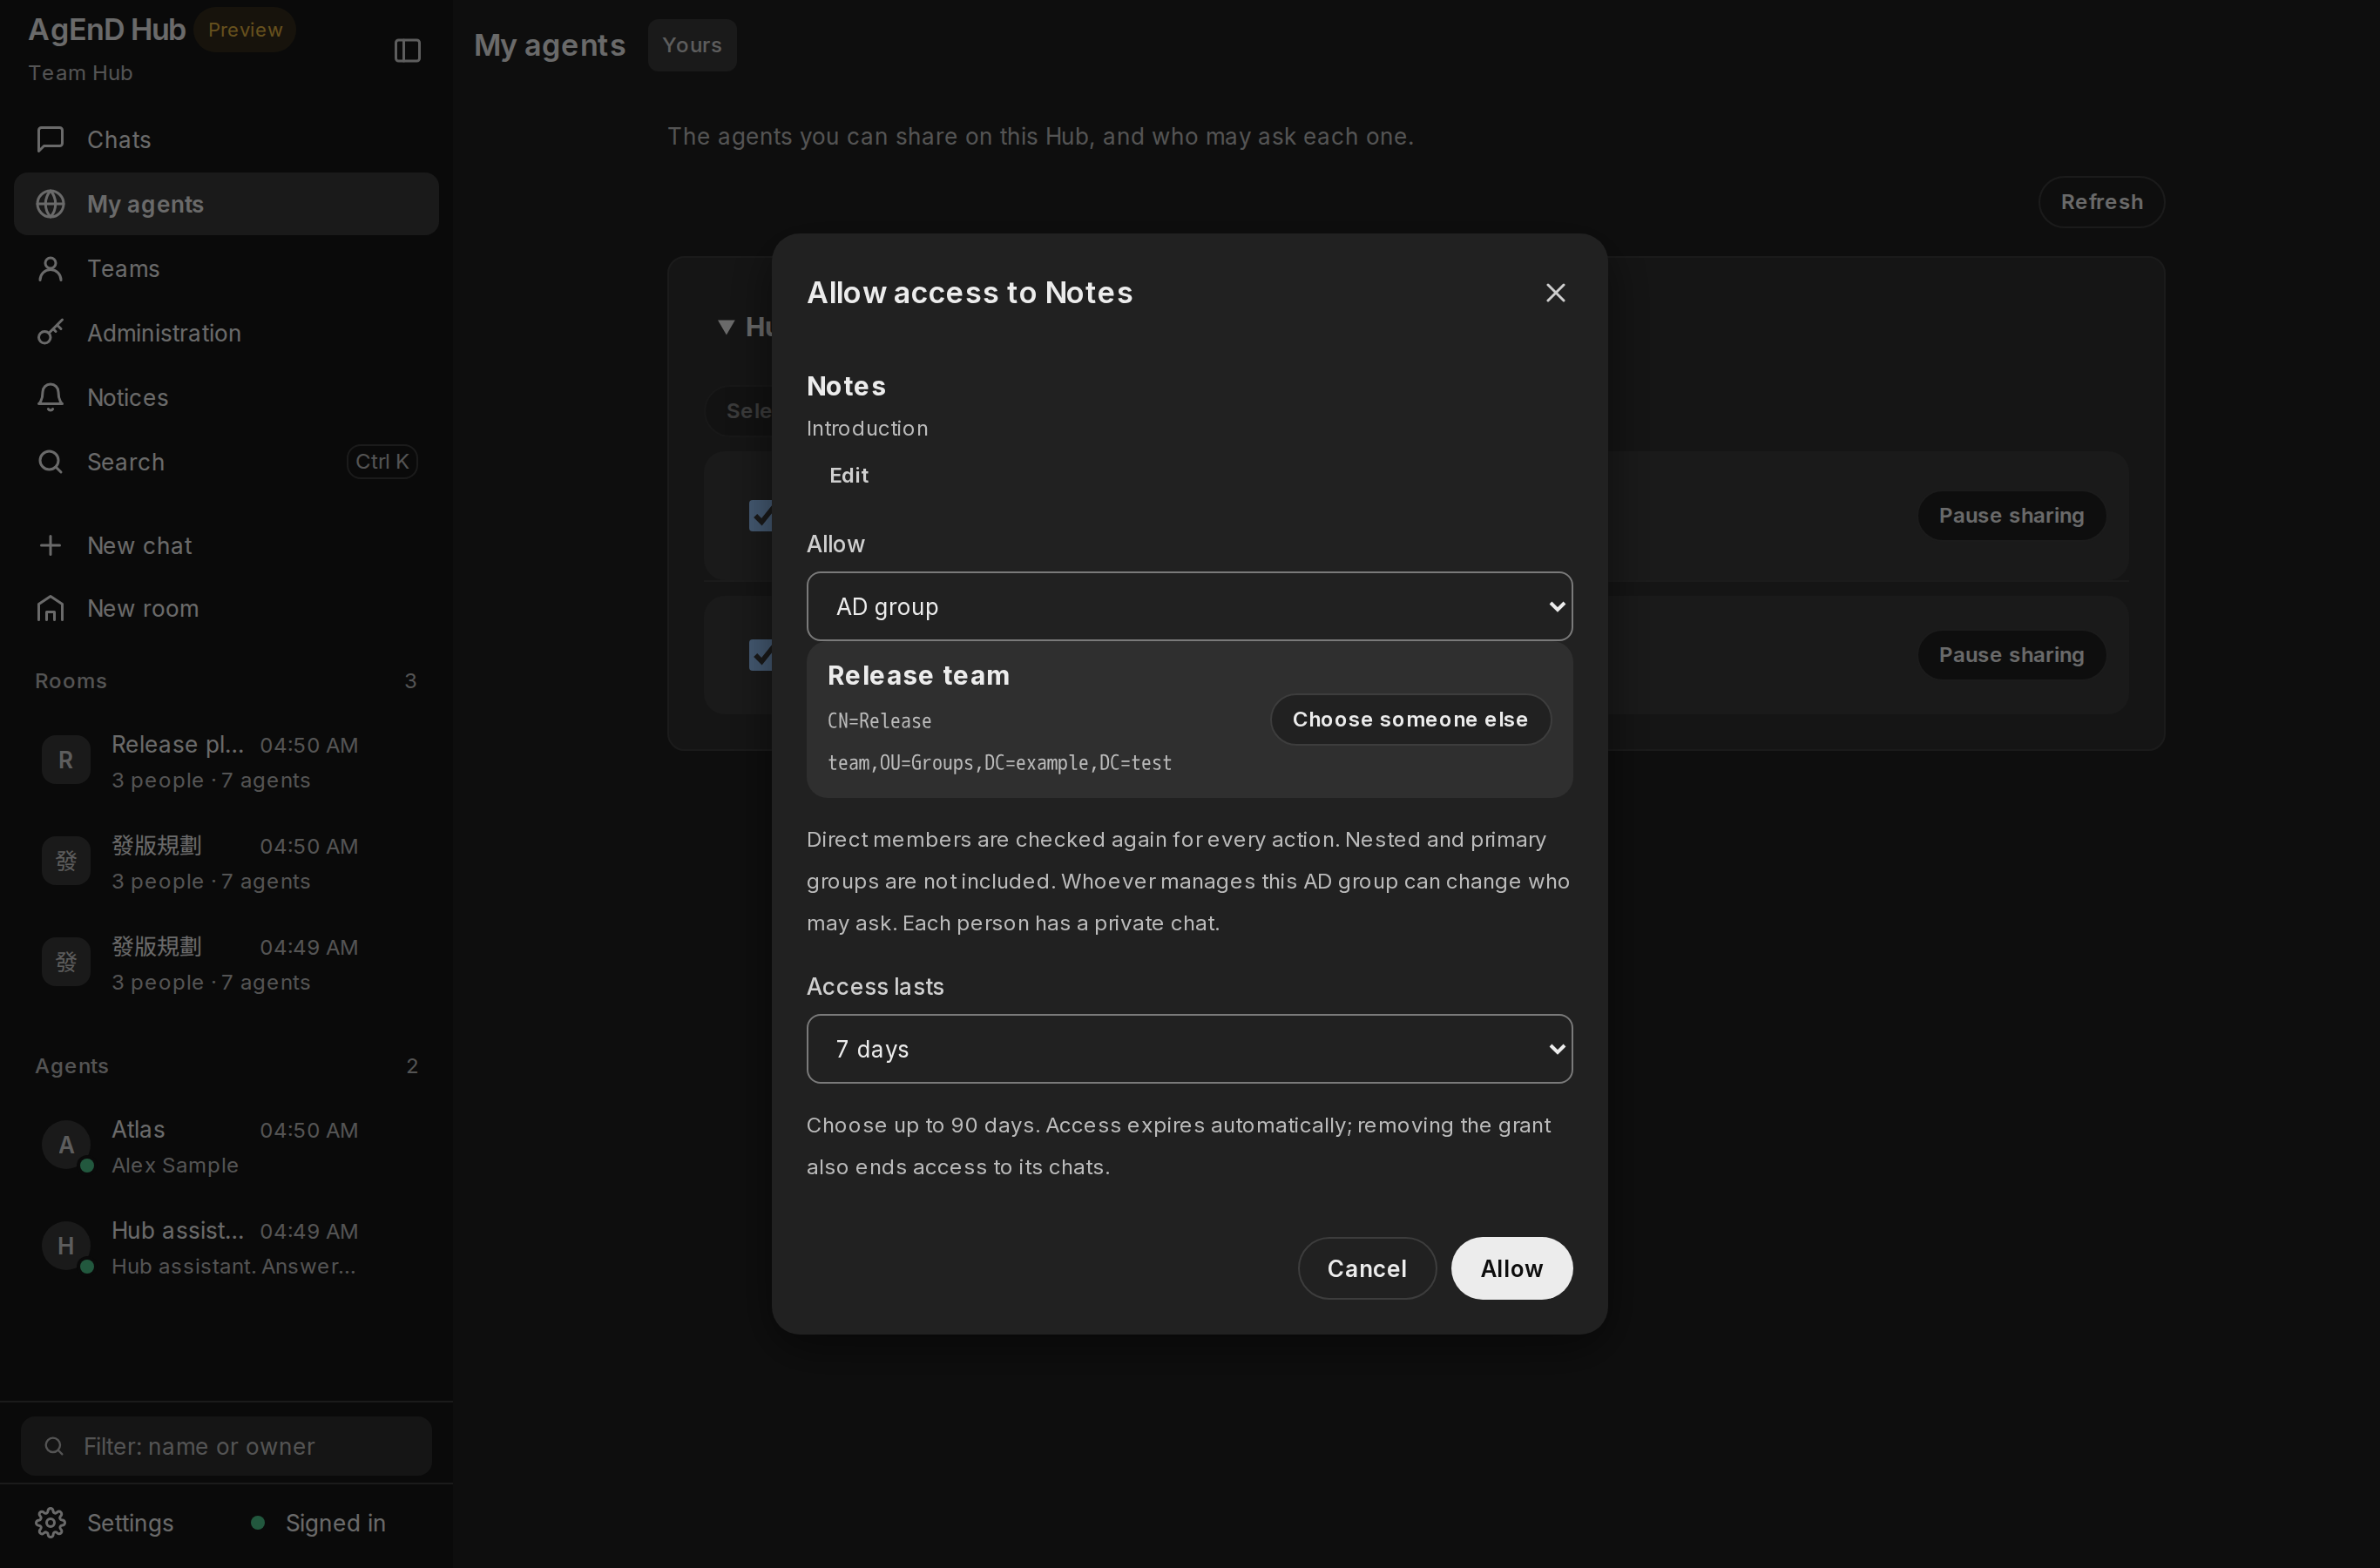 AgEnD Hub Preview
Team Hub
Chats
My agents
Teams
Administration
Notices
Search Ctrl K
New chat
New room
Rooms 3
R Release pl... 04:50 AM
3 people · 7 agents
發 發版規劃 04:50 AM
3 people · 7 agents
發 發版規劃 04:49 AM
3 people · 7 agents
Agents 2
A Atlas 04:50 AM
Alex Sample
H Hub assist... 04:49 AM
Hub assistant. Answer...
Filter: name or owner
Settings Signed in
My agents Yours
The agents you can share on this Hub, and who may ask each one.
Refresh
Pause sharing
Pause sharing
Allow access to Notes
Notes
Introduction
Edit
Allow
AD group
Release team
CN=Release
team,OU=Groups,DC=example,DC=test
Choose someone else
Direct members are checked again for every action. Nested and primary
groups are not included. Whoever manages this AD group can change who
may ask. Each person has a private chat.
Access lasts
7 days
Choose up to 90 days. Access expires automatically; removing the grant
also ends access to its chats.
Cancel Allow